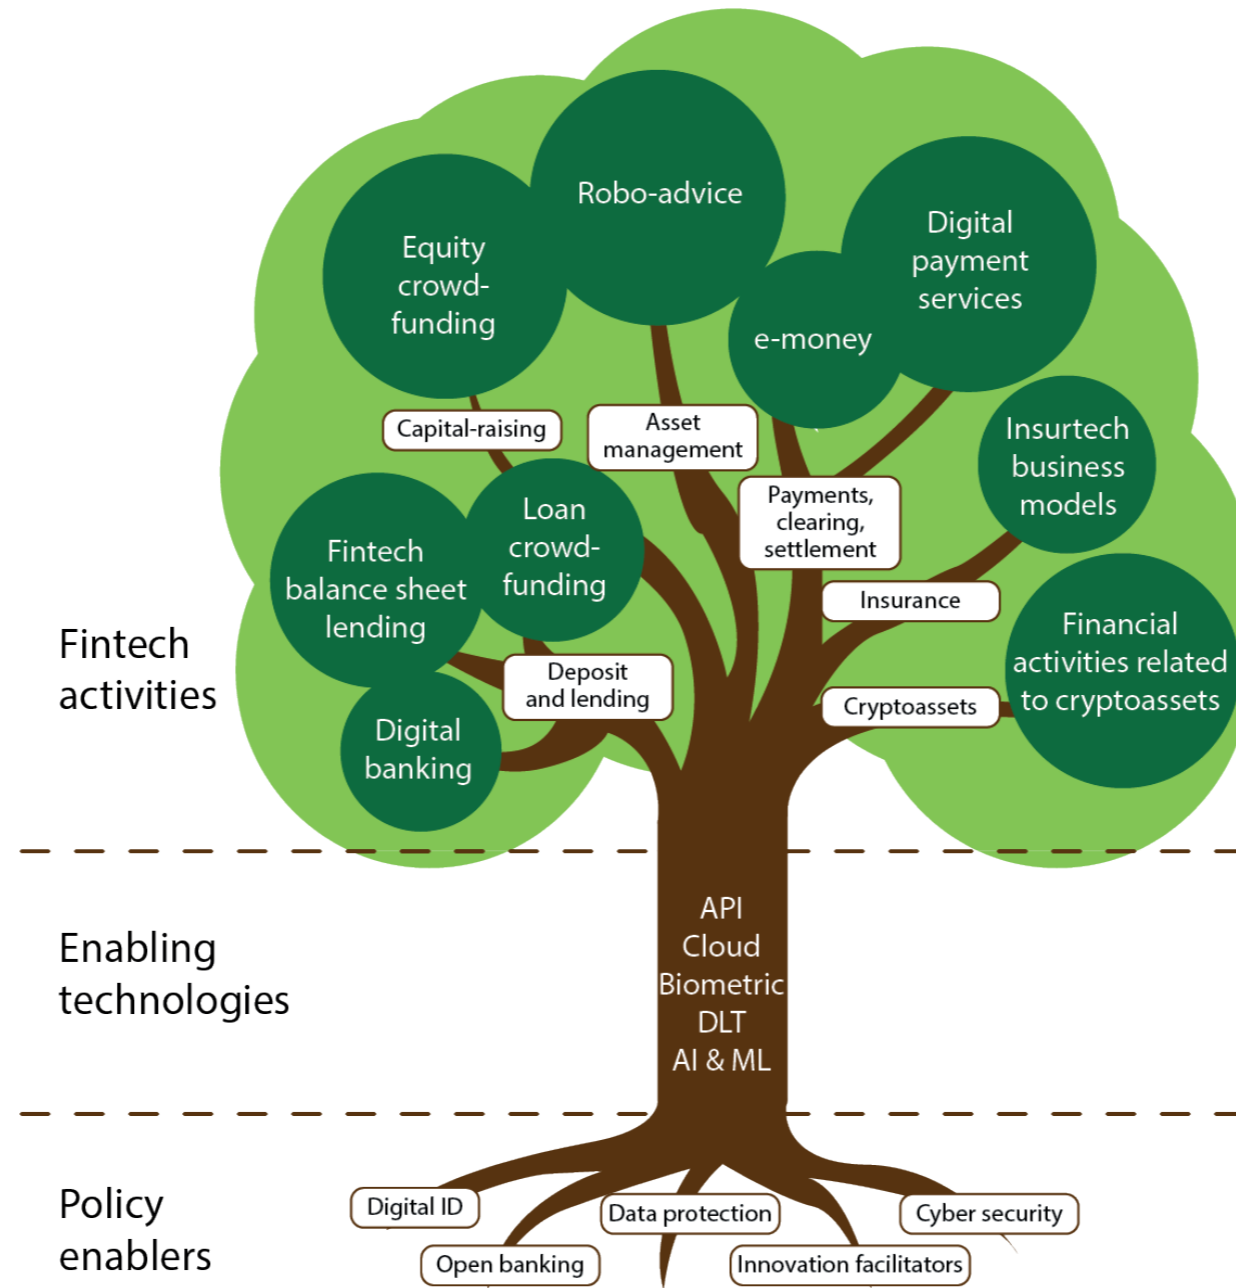 Robo-advice
Equity
crowd-
funding
Digital
payment
services
e-money
Capital-raising
Asset
management
Insurtech
business
models
Payments,
clearing,
settlement
Loan
crowd-
funding
Fintech
balance sheet
lending
Insurance
Financial
activities related
to cryptoassets
Deposit
and lending
Cryptoassets
Digital
banking
Fintech
activities
Enabling
technologies
API
Cloud
Biometric
DLT
AI & ML
Policy
enablers
Digital ID
Data protection
Cyber security
Open banking
Innovation facilitators